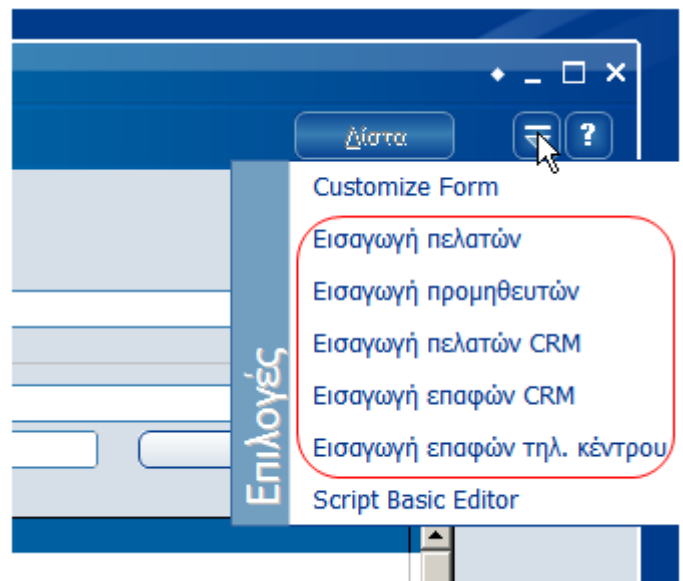 Λίστα
?
Customize Form
Εισαγωγή πελατών
Εισαγωγή προμηθευτών
Εισαγωγή πελατών CRM
Εισαγωγή επαφών CRM
Εισαγωγή επαφών τηλ. κέντρου
Script Basic Editor
Επιλογές